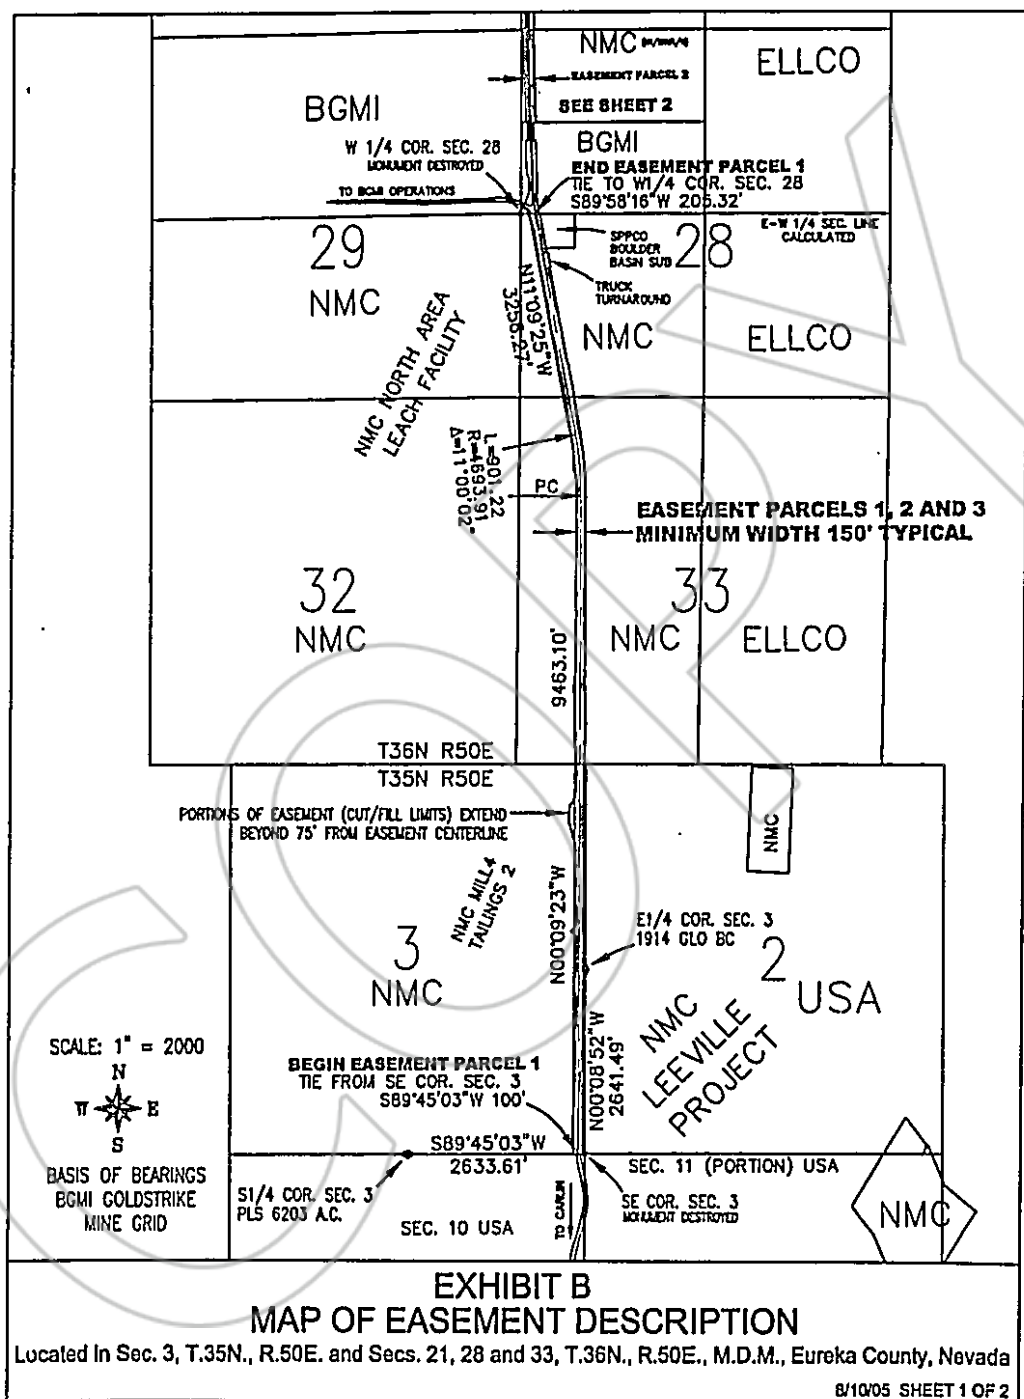 NMC
ELLCO
EASEMENT PARCEL 2
SEE SHEET 2
BGMI
BGMI
W 1/4 COR. SEC. 28
MONUMENT DESTROYED
END EASEMENT PARCEL 1
TIE TO W1/4 COR. SEC. 28
S89°58'16"W 205.32'
TO BGMI OPERATIONS
29
NMC
SPPCO
BOULDER
BASIN SUB
28
E-W 1/4 SEC. LINE
CALCULATED
TRUCK
TURNAROUND
N11°09'25"W
3256.27'
NMC
ELLCO
NMC NORTH AREA
LEACH FACILITY
L=901.22
R=4693.91
Δ=11°00'02"
PC
EASEMENT PARCELS 1, 2 AND 3
MINIMUM WIDTH 150' TYPICAL
32
NMC
33
NMC
ELLCO
9463.10'
T36N R50E
T35N R50E
PORTIONS OF EASEMENT (CUT/FILL LIMITS) EXTEND
BEYOND 75' FROM EASEMENT CENTERLINE
NMC
NMC MILL4
TAILINGS 2
N00°09'23"W
E1/4 COR. SEC. 3
1914 GLO BC
3
NMC
2
USA
NMC
LEEVILLE
PROJECT
SCALE: 1" = 2000
N
W E
S
BASIS OF BEARINGS
BGMI GOLDSTRIKE
MINE GRID
BEGIN EASEMENT PARCEL 1
TIE FROM SE COR. SEC. 3
S89°45'03"W 100'
N00°08'52"W
2641.49'
S89°45'03"W
2633.61'
SEC. 11 (PORTION) USA
S1/4 COR. SEC. 3
PLS 6203 A.C.
SEC. 10 USA
TO CARLIN
SE COR. SEC. 3
MONUMENT DESTROYED
NMC
EXHIBIT B
MAP OF EASEMENT DESCRIPTION
Located in Sec. 3, T.35N., R.50E. and Secs. 21, 28 and 33, T.36N., R.50E., M.D.M., Eureka County, Nevada
8/10/05 SHEET 1 OF 2
COPY